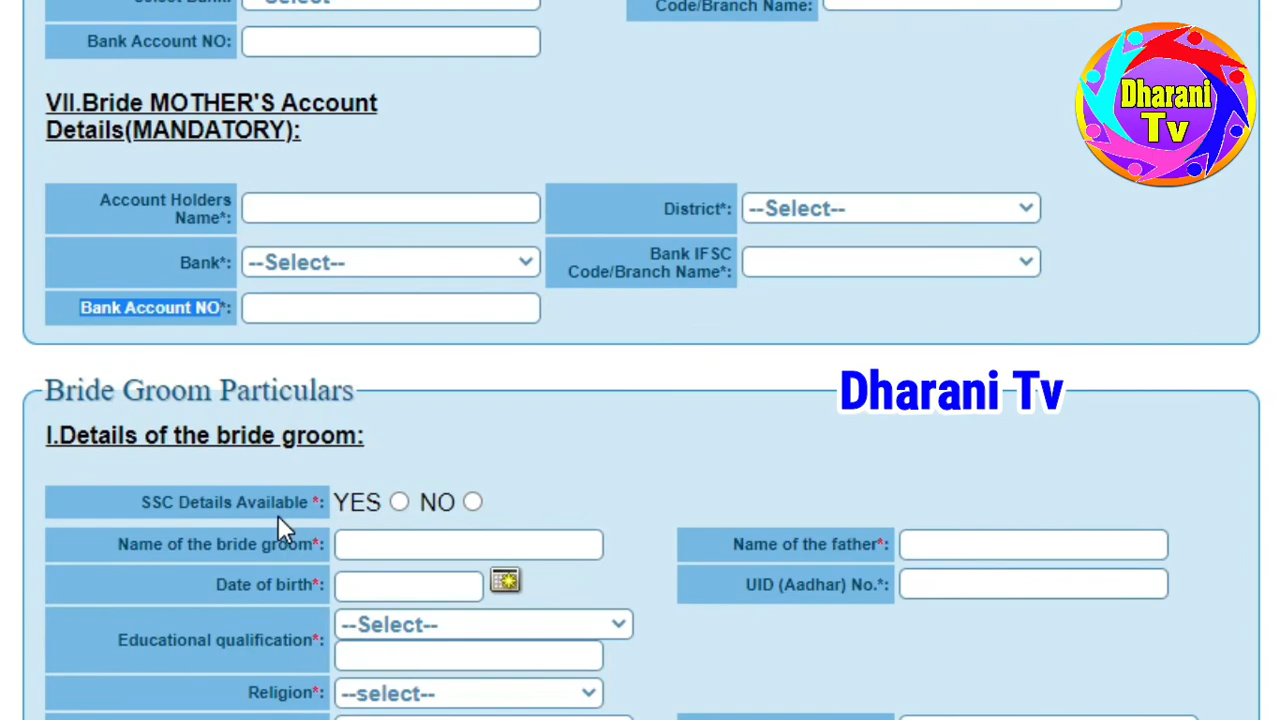 Select Bank:
--Select--
Code/Branch Name:
Bank Account NO:
Dharani
Tv
VII.Bride MOTHER'S Account
Details(MANDATORY):
Account Holders
Name*:
District*:
--Select--
Bank*:
--Select--
Bank IFSC
Code/Branch Name*:
Bank Account NO*:
Bride Groom Particulars
Dharani Tv
I.Details of the bride groom:
SSC Details Available *:
YES NO
Name of the bride groom*:
Name of the father*:
Date of birth*:
UID (Aadhar) No.*:
Educational qualification*:
--Select--
Religion*:
--select--